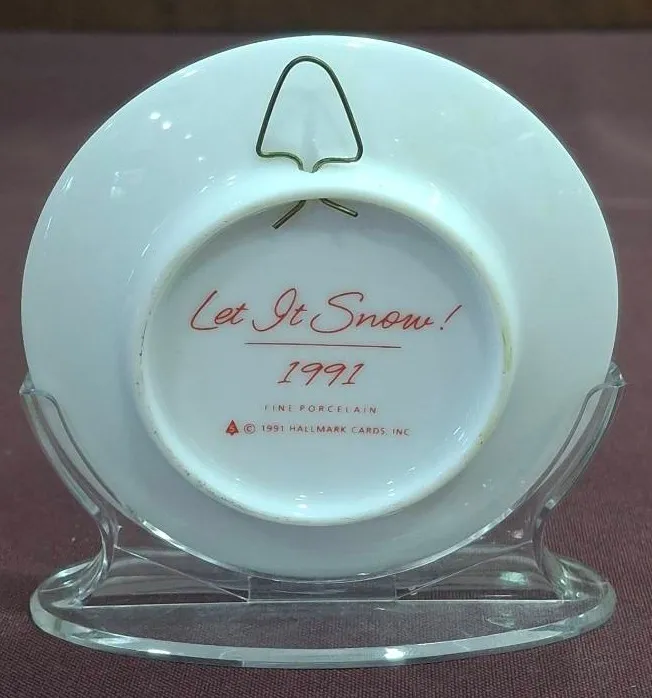 Let It Snow!
1991
FINE PORCELAIN
© 1991 HALLMARK CARDS, INC